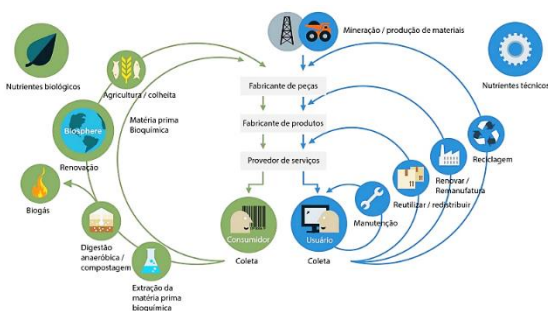 Mineração / produção de materiais
Nutrientes biológicos
Agricultura / colheita
Nutrientes técnicos
Fabricante de peças
Matéria prima
Bioquímica
Fabricante de produtos
Biosphere
Reciclagem
Provedor de serviços
Renovação
Renovar /
Remanufatura
Reutilizar / redistribuir
Biogás
Manutenção
Consumidor
Usuário
Digestão
anaeróbica /
compostagem
Coleta
Coleta
Extração da
matéria prima
bioquímica